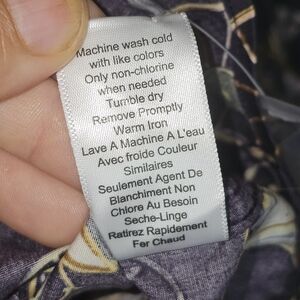 Machine wash cold
with like colors
Only non-chlorine
when needed
Tumble dry
Remove Promptly
Warm Iron
Lave A Machine A L'eau
Avec froide Couleur
Similaires
Seulement Agent De
Blanchiment Non
Chlore Au Besoin
Seche-Linge
Ratirez Rapidement
Fer Chaud